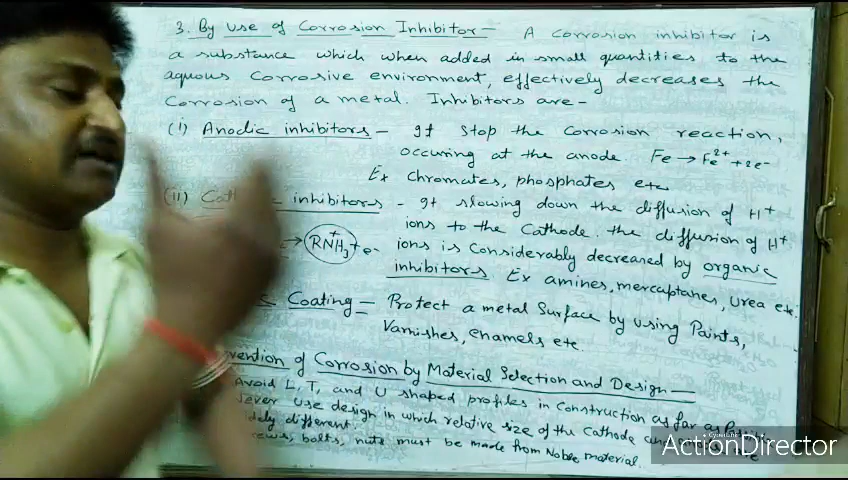 3. By use of Corrosion Inhibitor - A corrosion inhibitor is
a substance which when added in small quantities to the
aqueous corrosive environment, effectively decreases the
Corrosion of a metal. Inhibitors are -
(i) Anodic inhibitors - It stop the corrosion reaction,
occuring at the anode. Fe → Fe²⁺ + 2e⁻
Ex chromates, phosphates etc
(ii) inhibitors - It slowing down the diffusion of H⁺
ions to the Cathode. the diffusion of H⁺
→ RNH₃⁺ + e- ions is considerably decreased by organic
inhibitors. Ex amines, mercaptanes, urea etc.
Coating = Protect a metal surface by using Paints,
Varnishes, enamels etc.
vention of Corrosion by Material Selection and Design -
Avoid L, T, and U shaped profiles in construction as far as
use design in which relative size of the cathode
different.
bolts, nuts must be made from Noble material.
ActionDirector